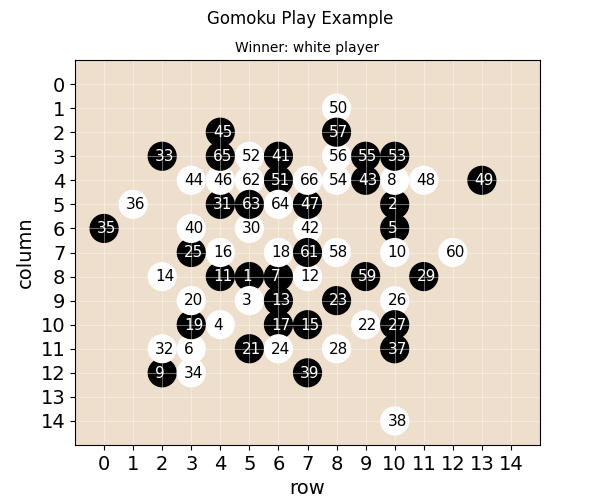 Gomoku Play Example
Winner: white player
0
1 50
2 45 57
3 33 65 52 41 56 55 53
4 44 46 62 51 66 54 43 8 48 49
5 36 31 63 64 47 2
6 35 40 30 42 5
7 25 16 18 61 58 10 60
8 14 11 1 7 12 59 29
9 20 3 13 23 26
10 19 4 17 15 22 27
11 32 6 21 24 28 37
12 9 34 39
13
14 38
column
0 1 2 3 4 5 6 7 8 9 10 11 12 13 14
row